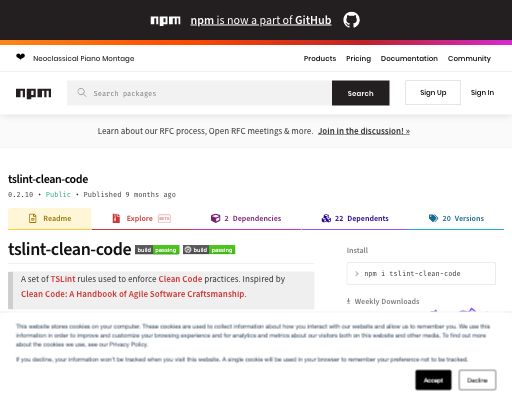 npm npm is now a part of GitHub
❤ Neoclassical Piano Montage
Products Pricing Documentation Community
npm Search packages Search Sign Up Sign In
Learn about our RFC process, Open RFC meetings & more. Join in the discussion! »
tslint-clean-code
0.2.10 • Public • Published 9 months ago
Readme Explore BETA 2 Dependencies 22 Dependents 20 Versions
tslint-clean-code build passing build passing
A set of TSLint rules used to enforce Clean Code practices. Inspired by
Clean Code: A Handbook of Agile Software Craftsmanship.
Install
> npm i tslint-clean-code
Weekly Downloads
This website stores cookies on your computer. These cookies are used to collect information about how you interact with our website and allow us to remember you. We use this
information in order to improve and customize your browsing experience and for analytics and metrics about our visitors both on this website and other media. To find out more
about the cookies we use, see our Privacy Policy.
If you decline, your information won't be tracked when you visit this website. A single cookie will be used in your browser to remember your preference not to be tracked.
Accept Decline